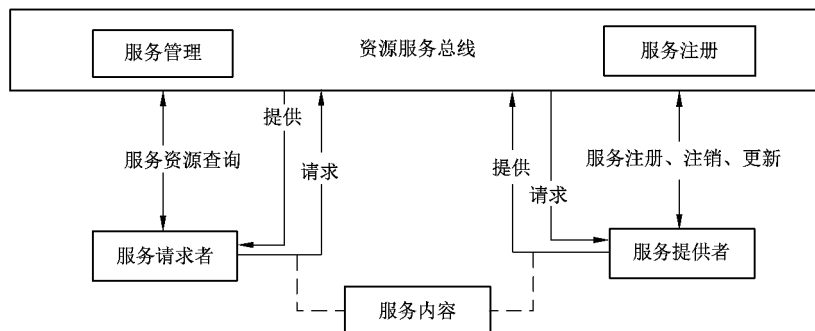 服务管理
资源服务总线
服务注册
提供
服务资源查询
请求
提供
服务注册、注销、更新
请求
服务请求者
服务提供者
服务内容